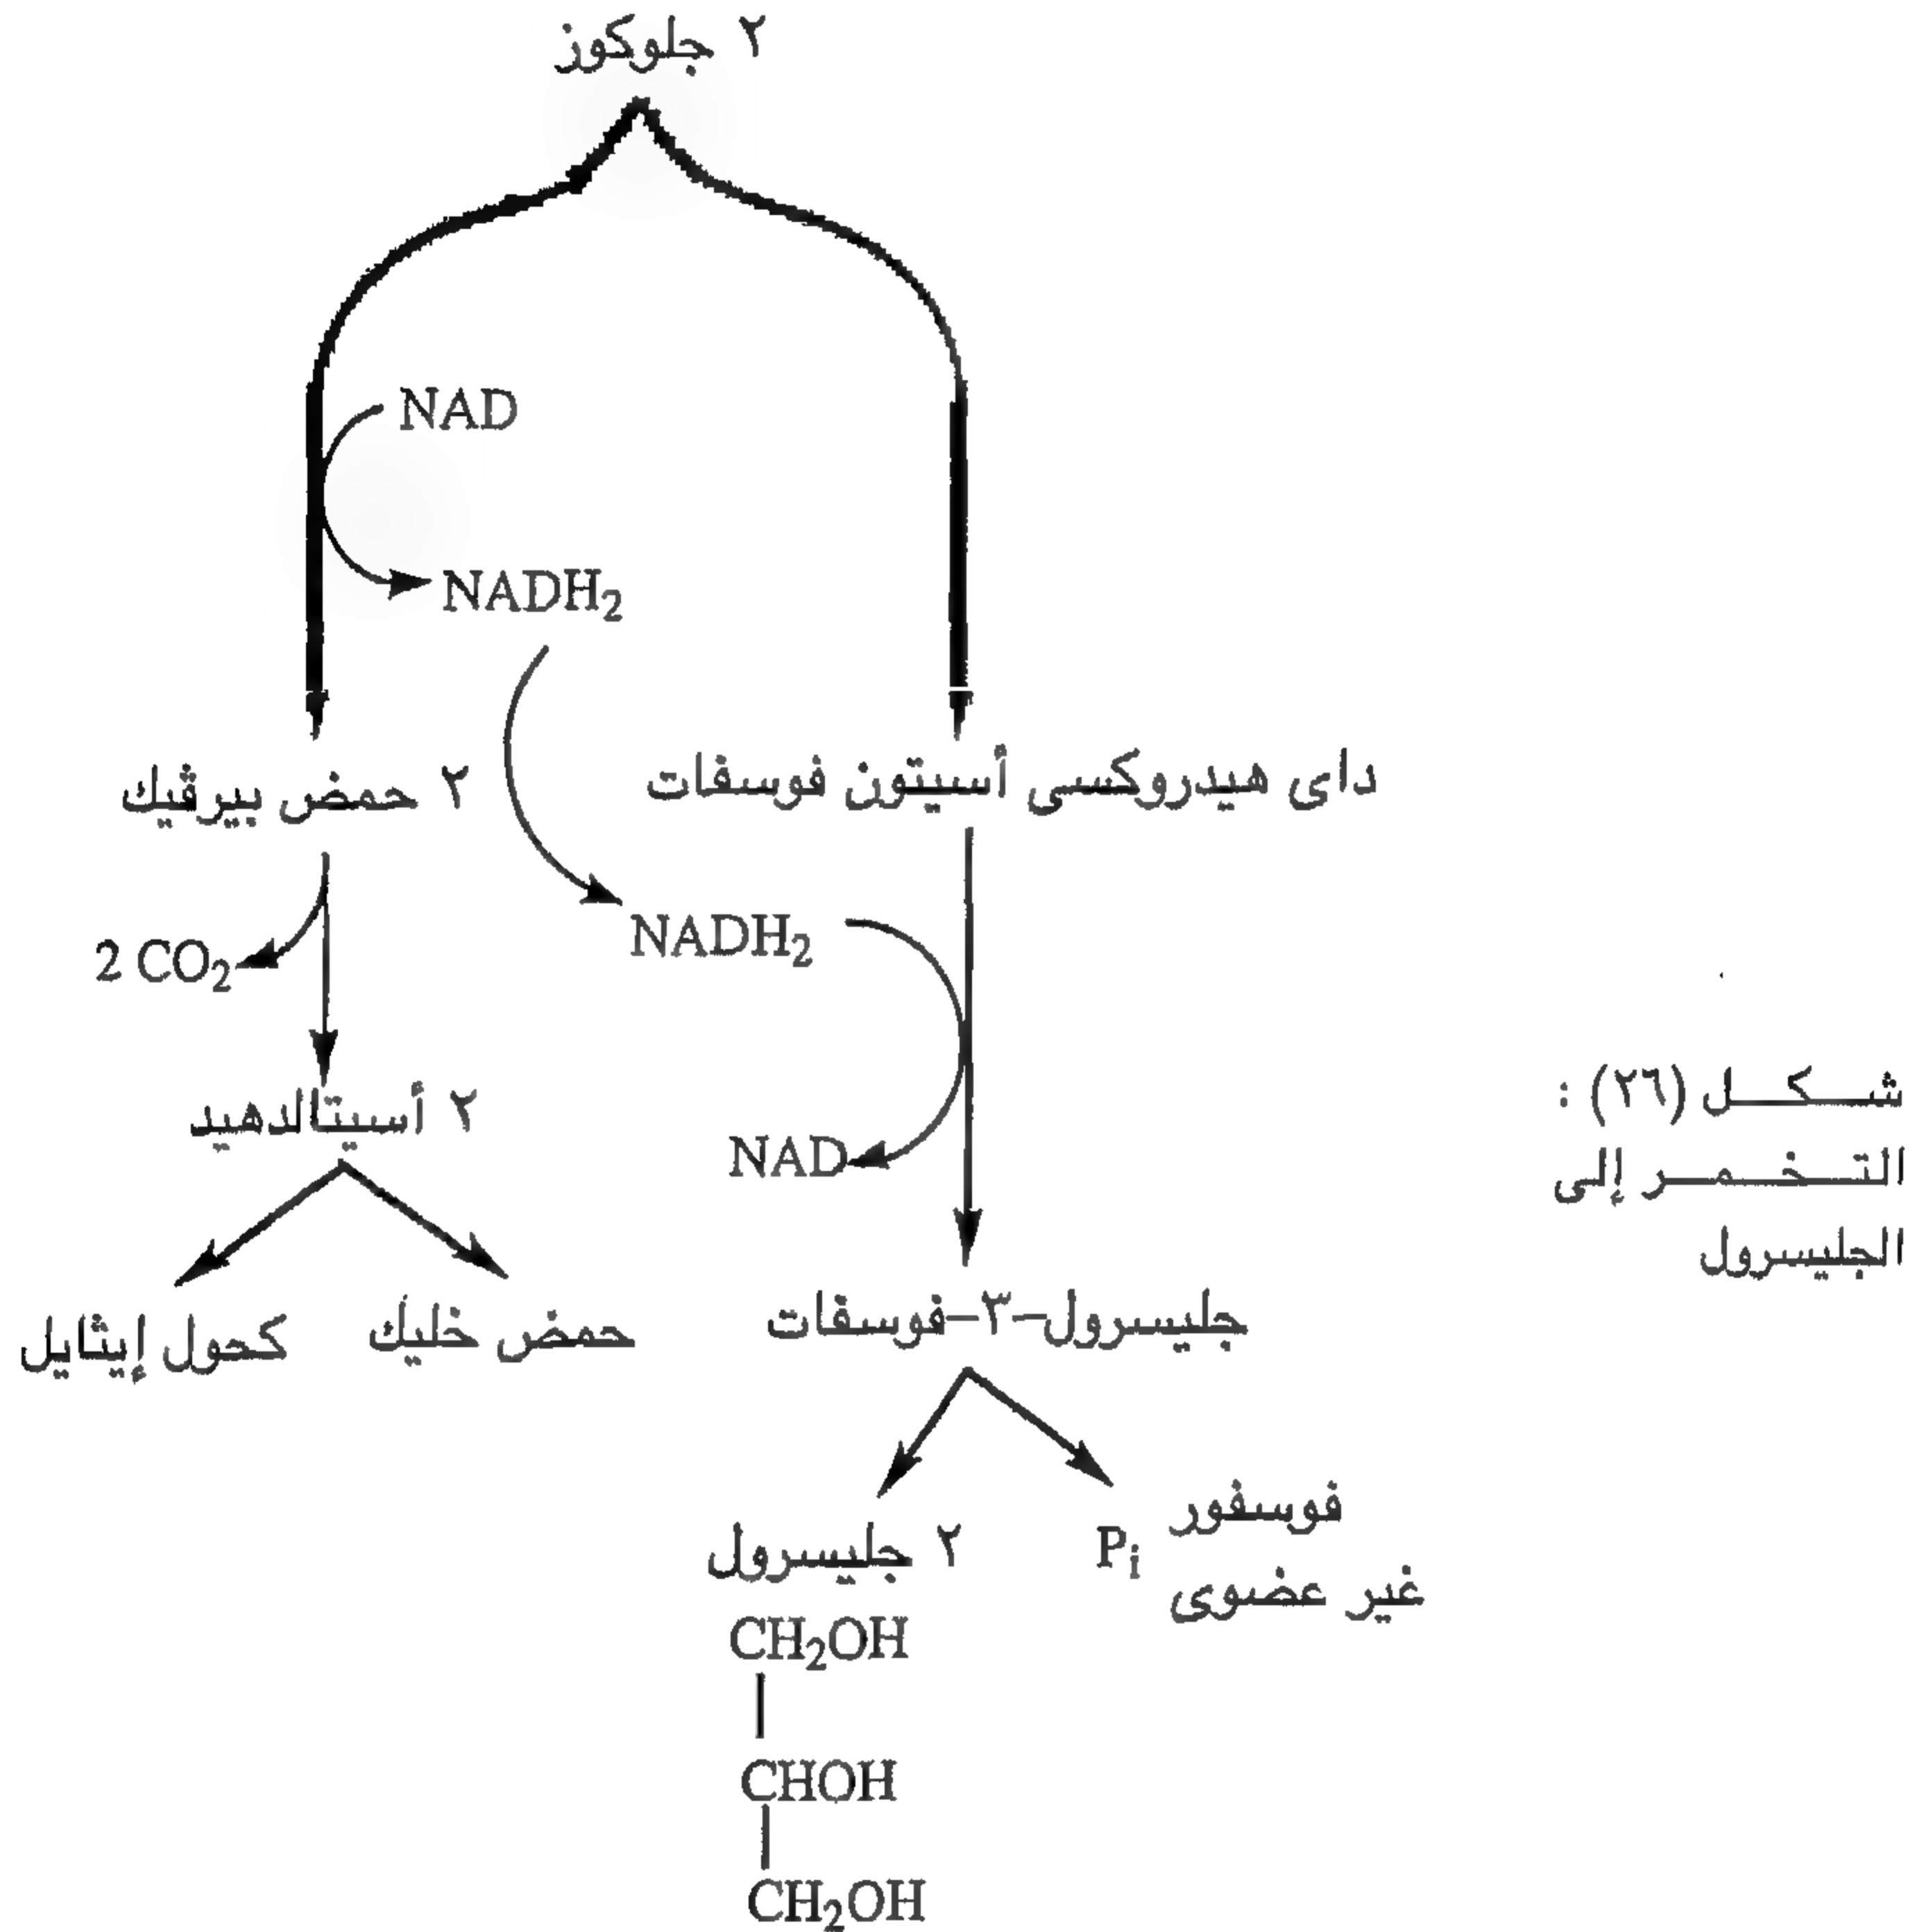 ٢ جلوكوز
NAD
NADH2
داى هيدروكسى أسيتون فوسفات
٢ حمض بيرڤيك
NADH2
2 CO2
شكل (٢٦) :
التخمر إلى
الجليسرول
٢ أسيتالدهيد
NAD
جليسرول-٣-فوسفات
حمض خليك
كحول إيثايل
فوسفور
غير عضوى
Pi
٢ جليسرول
CH2OH
CHOH
CH2OH